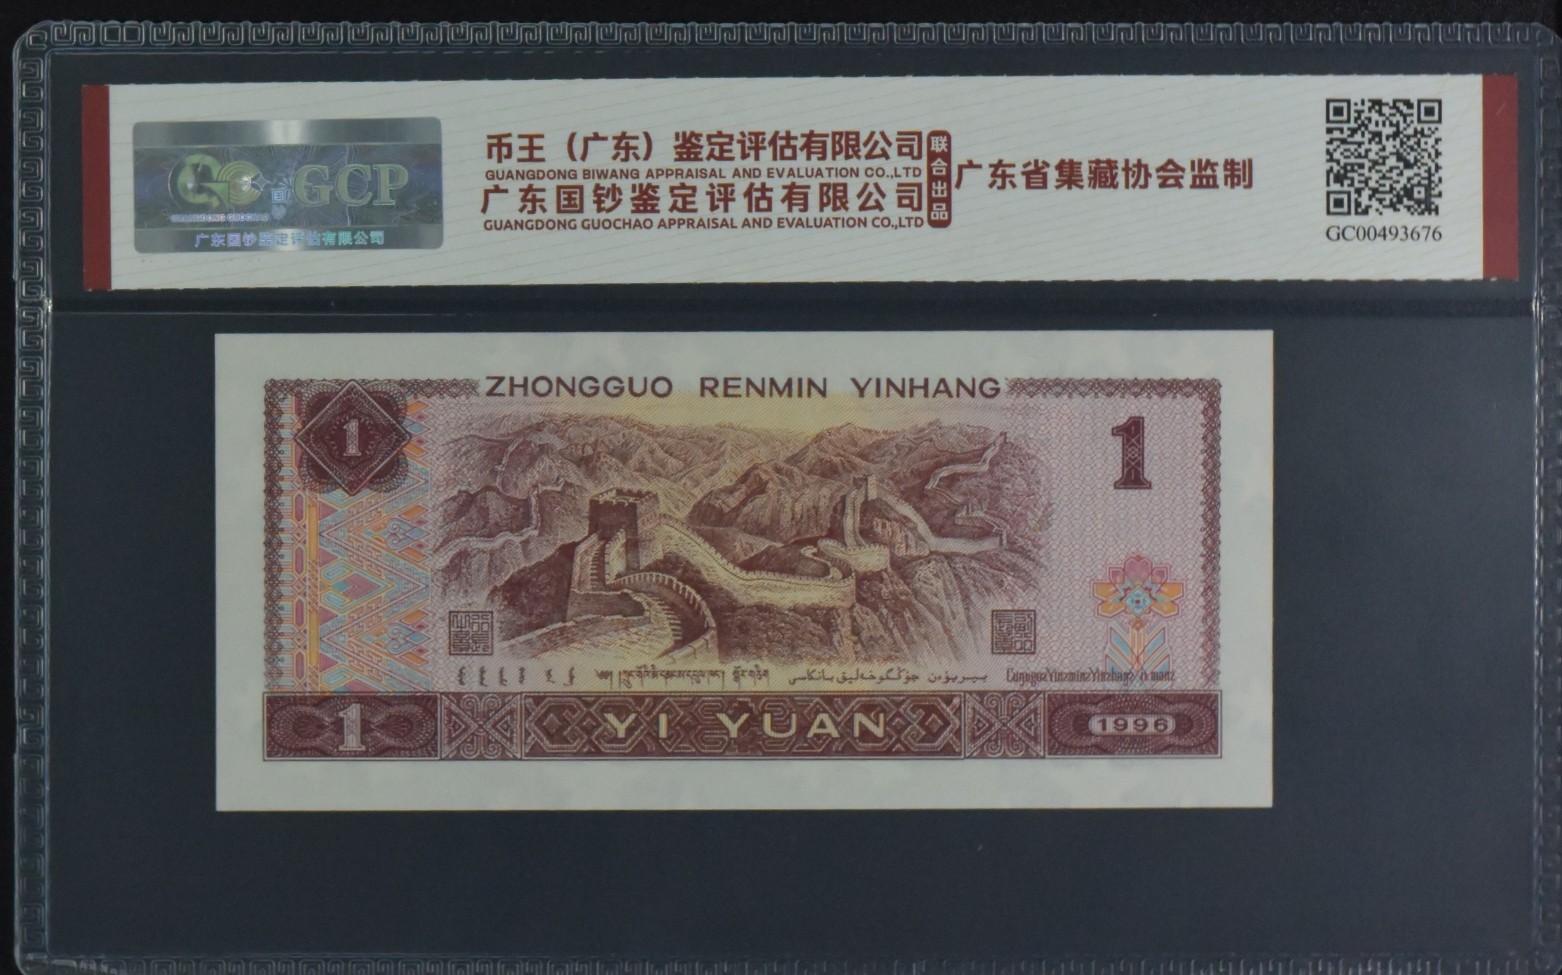 GCP
GUANGDONG GUOCHAO
广东国钞鉴定评估有限公司
币王（广东）鉴定评估有限公司
GUANGDONG BIWANG APPRAISAL AND EVALUATION CO.,LTD
广东国钞鉴定评估有限公司
GUANGDONG GUOCHAO APPRAISAL AND EVALUATION CO.,LTD
联合出品
广东省集藏协会监制
GC00493676
ZHONGGUO RENMIN YINHANG
1
1
YI YUAN
1
1996